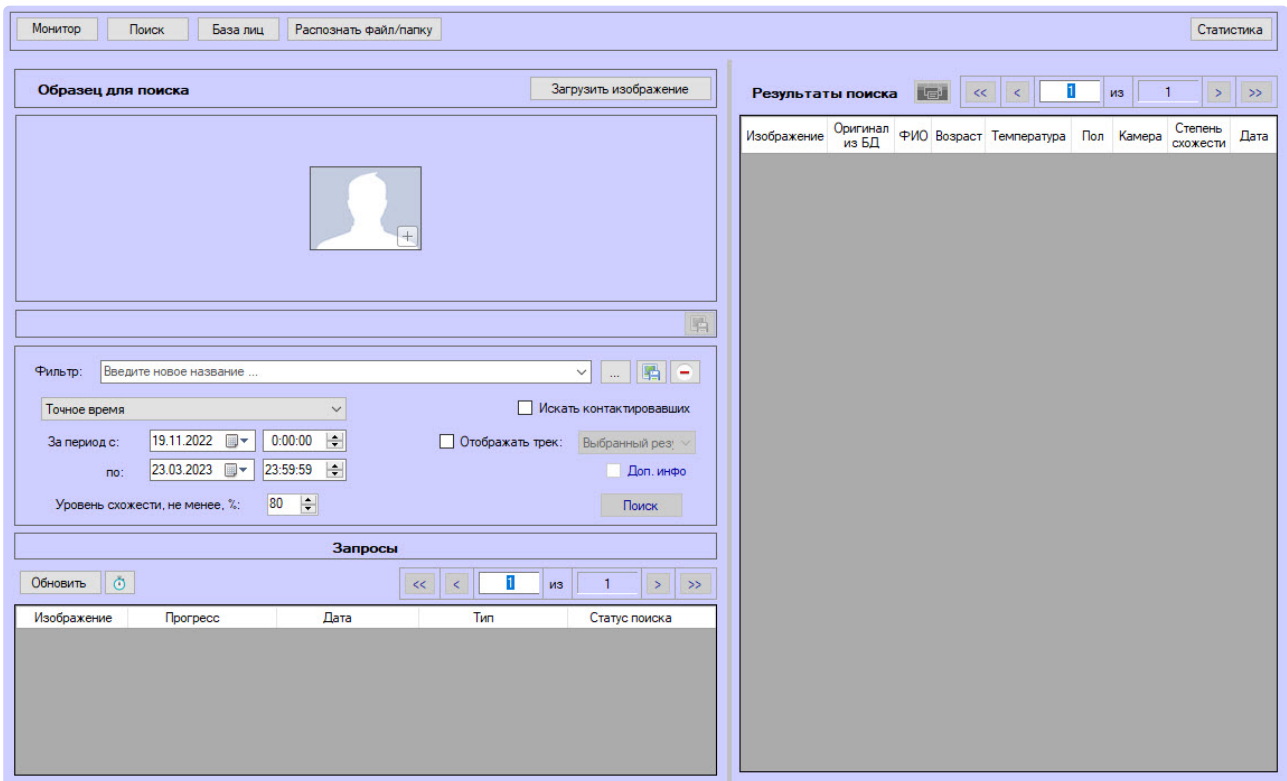 Монитор Поиск База лиц Распознать файл/папку Статистика
Образец для поиска Загрузить изображение
Фильтр: Введите новое название ... ...
Точное время Искать контактировавших
За период с: 19.11.2022 0:00:00 Отображать трек: Выбранный рез
по: 23.03.2023 23:59:59 Доп. инфо
Уровень схожести, не менее, %: 80 Поиск
Запросы
Обновить << < 1 из 1 > >>
Изображение Прогресс Дата Тип Статус поиска
Результаты поиска << < 1 из 1 > >>
Изображение Оригинал из БД ФИО Возраст Температура Пол Камера Степень схожести Дата